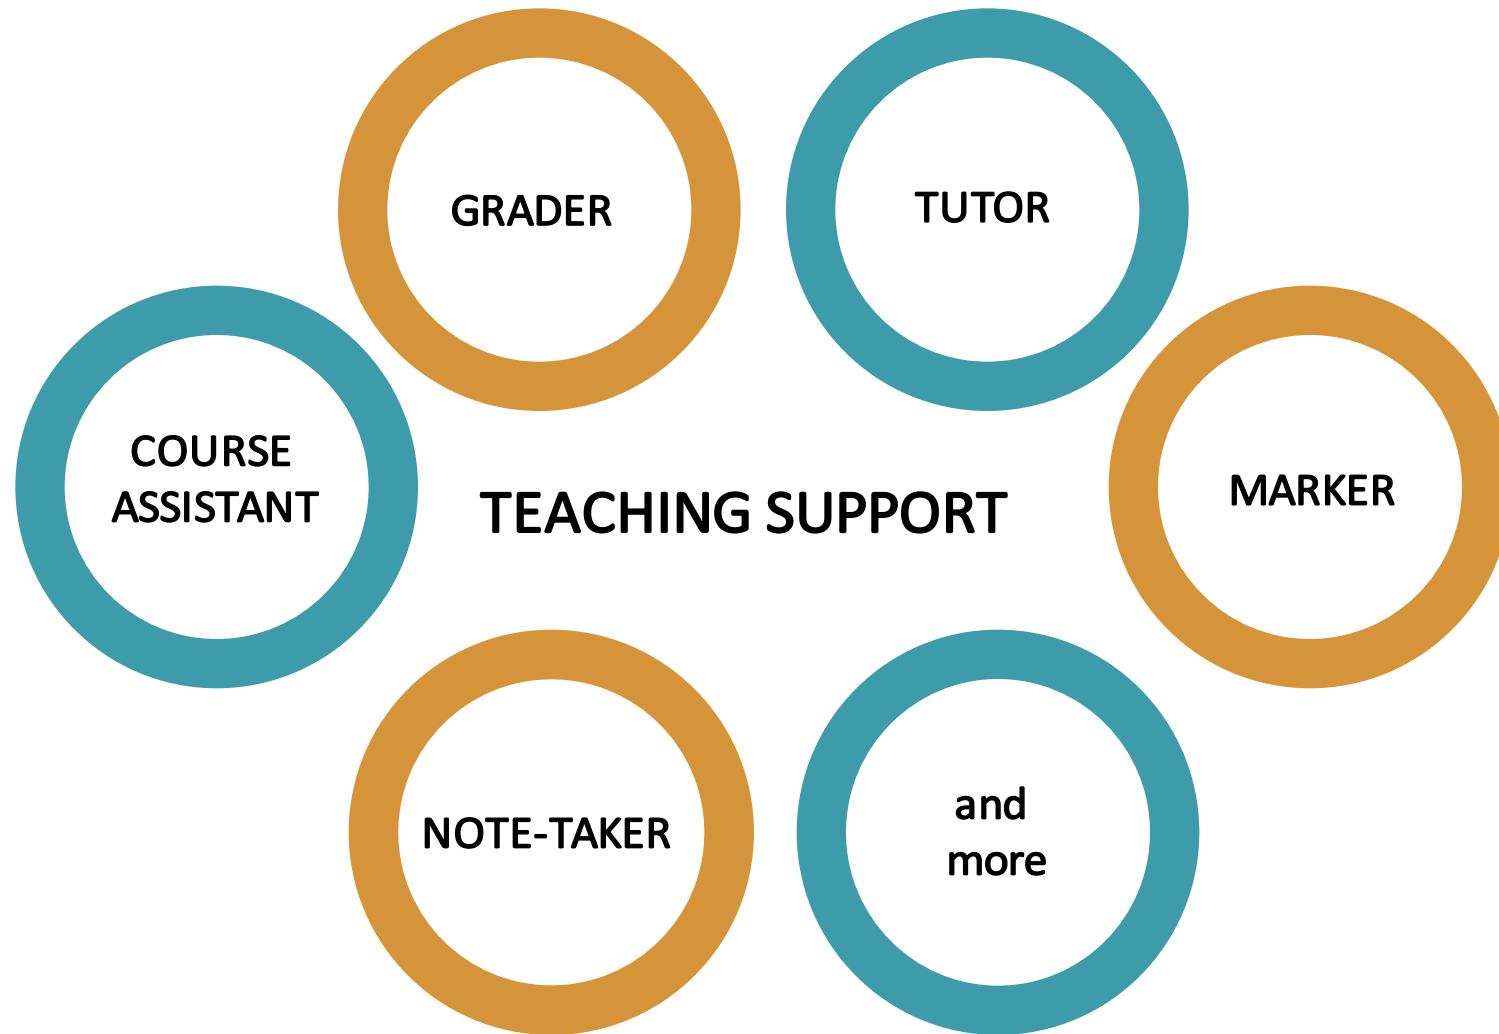 GRADER
TUTOR
COURSE
ASSISTANT
TEACHING SUPPORT
MARKER
NOTE-TAKER
and
more